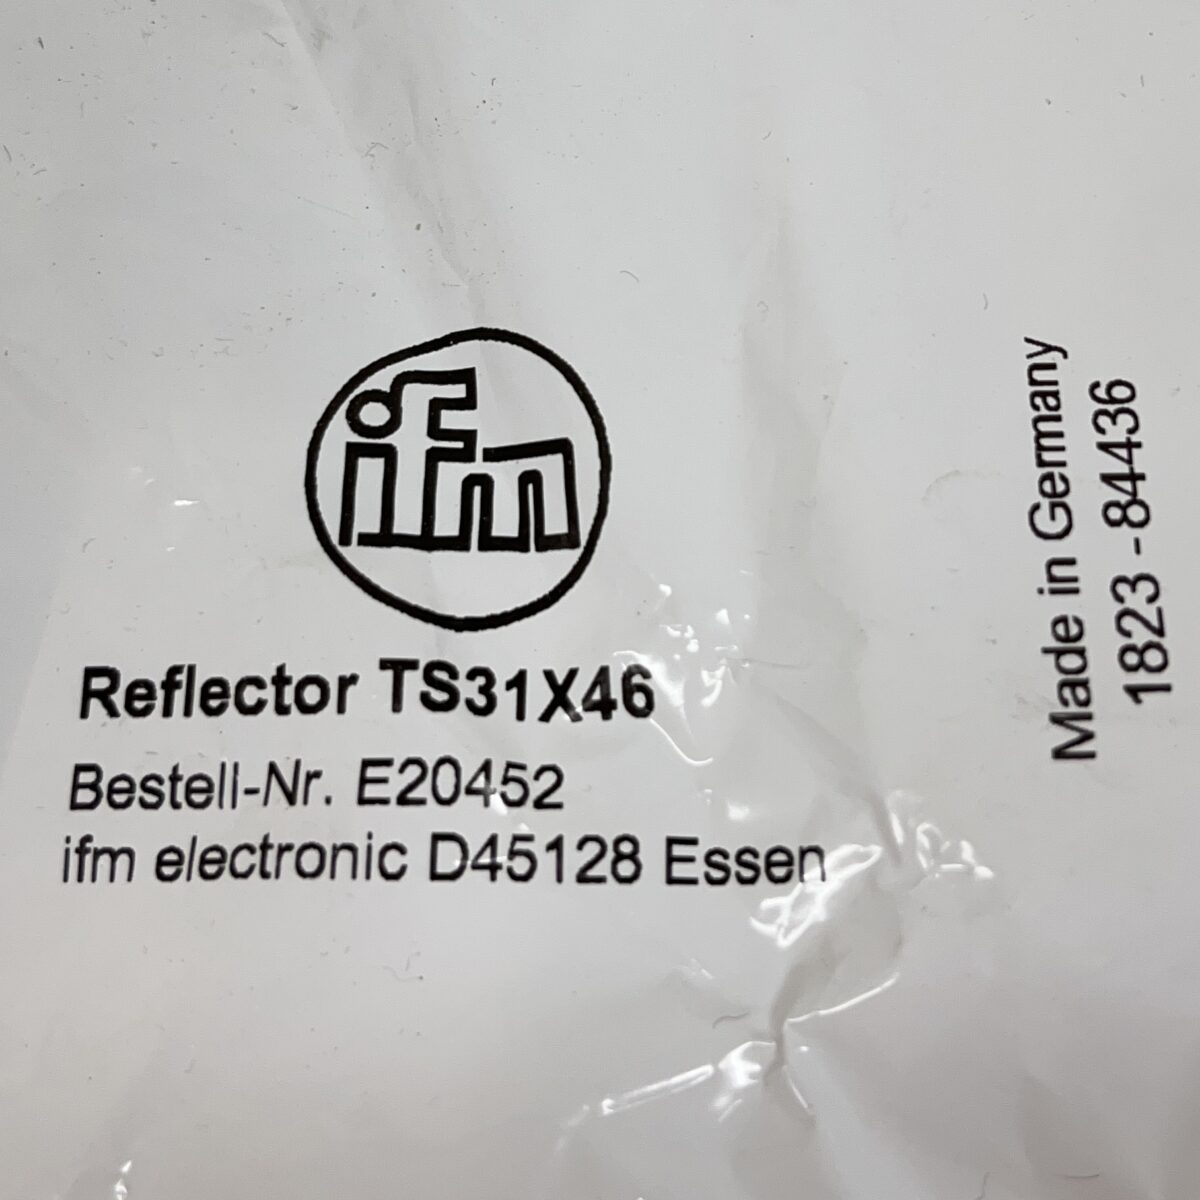 ifm
Reflector TS31X46
Bestell-Nr. E20452
ifm electronic D45128 Essen
Made in Germany
1823 - 84436